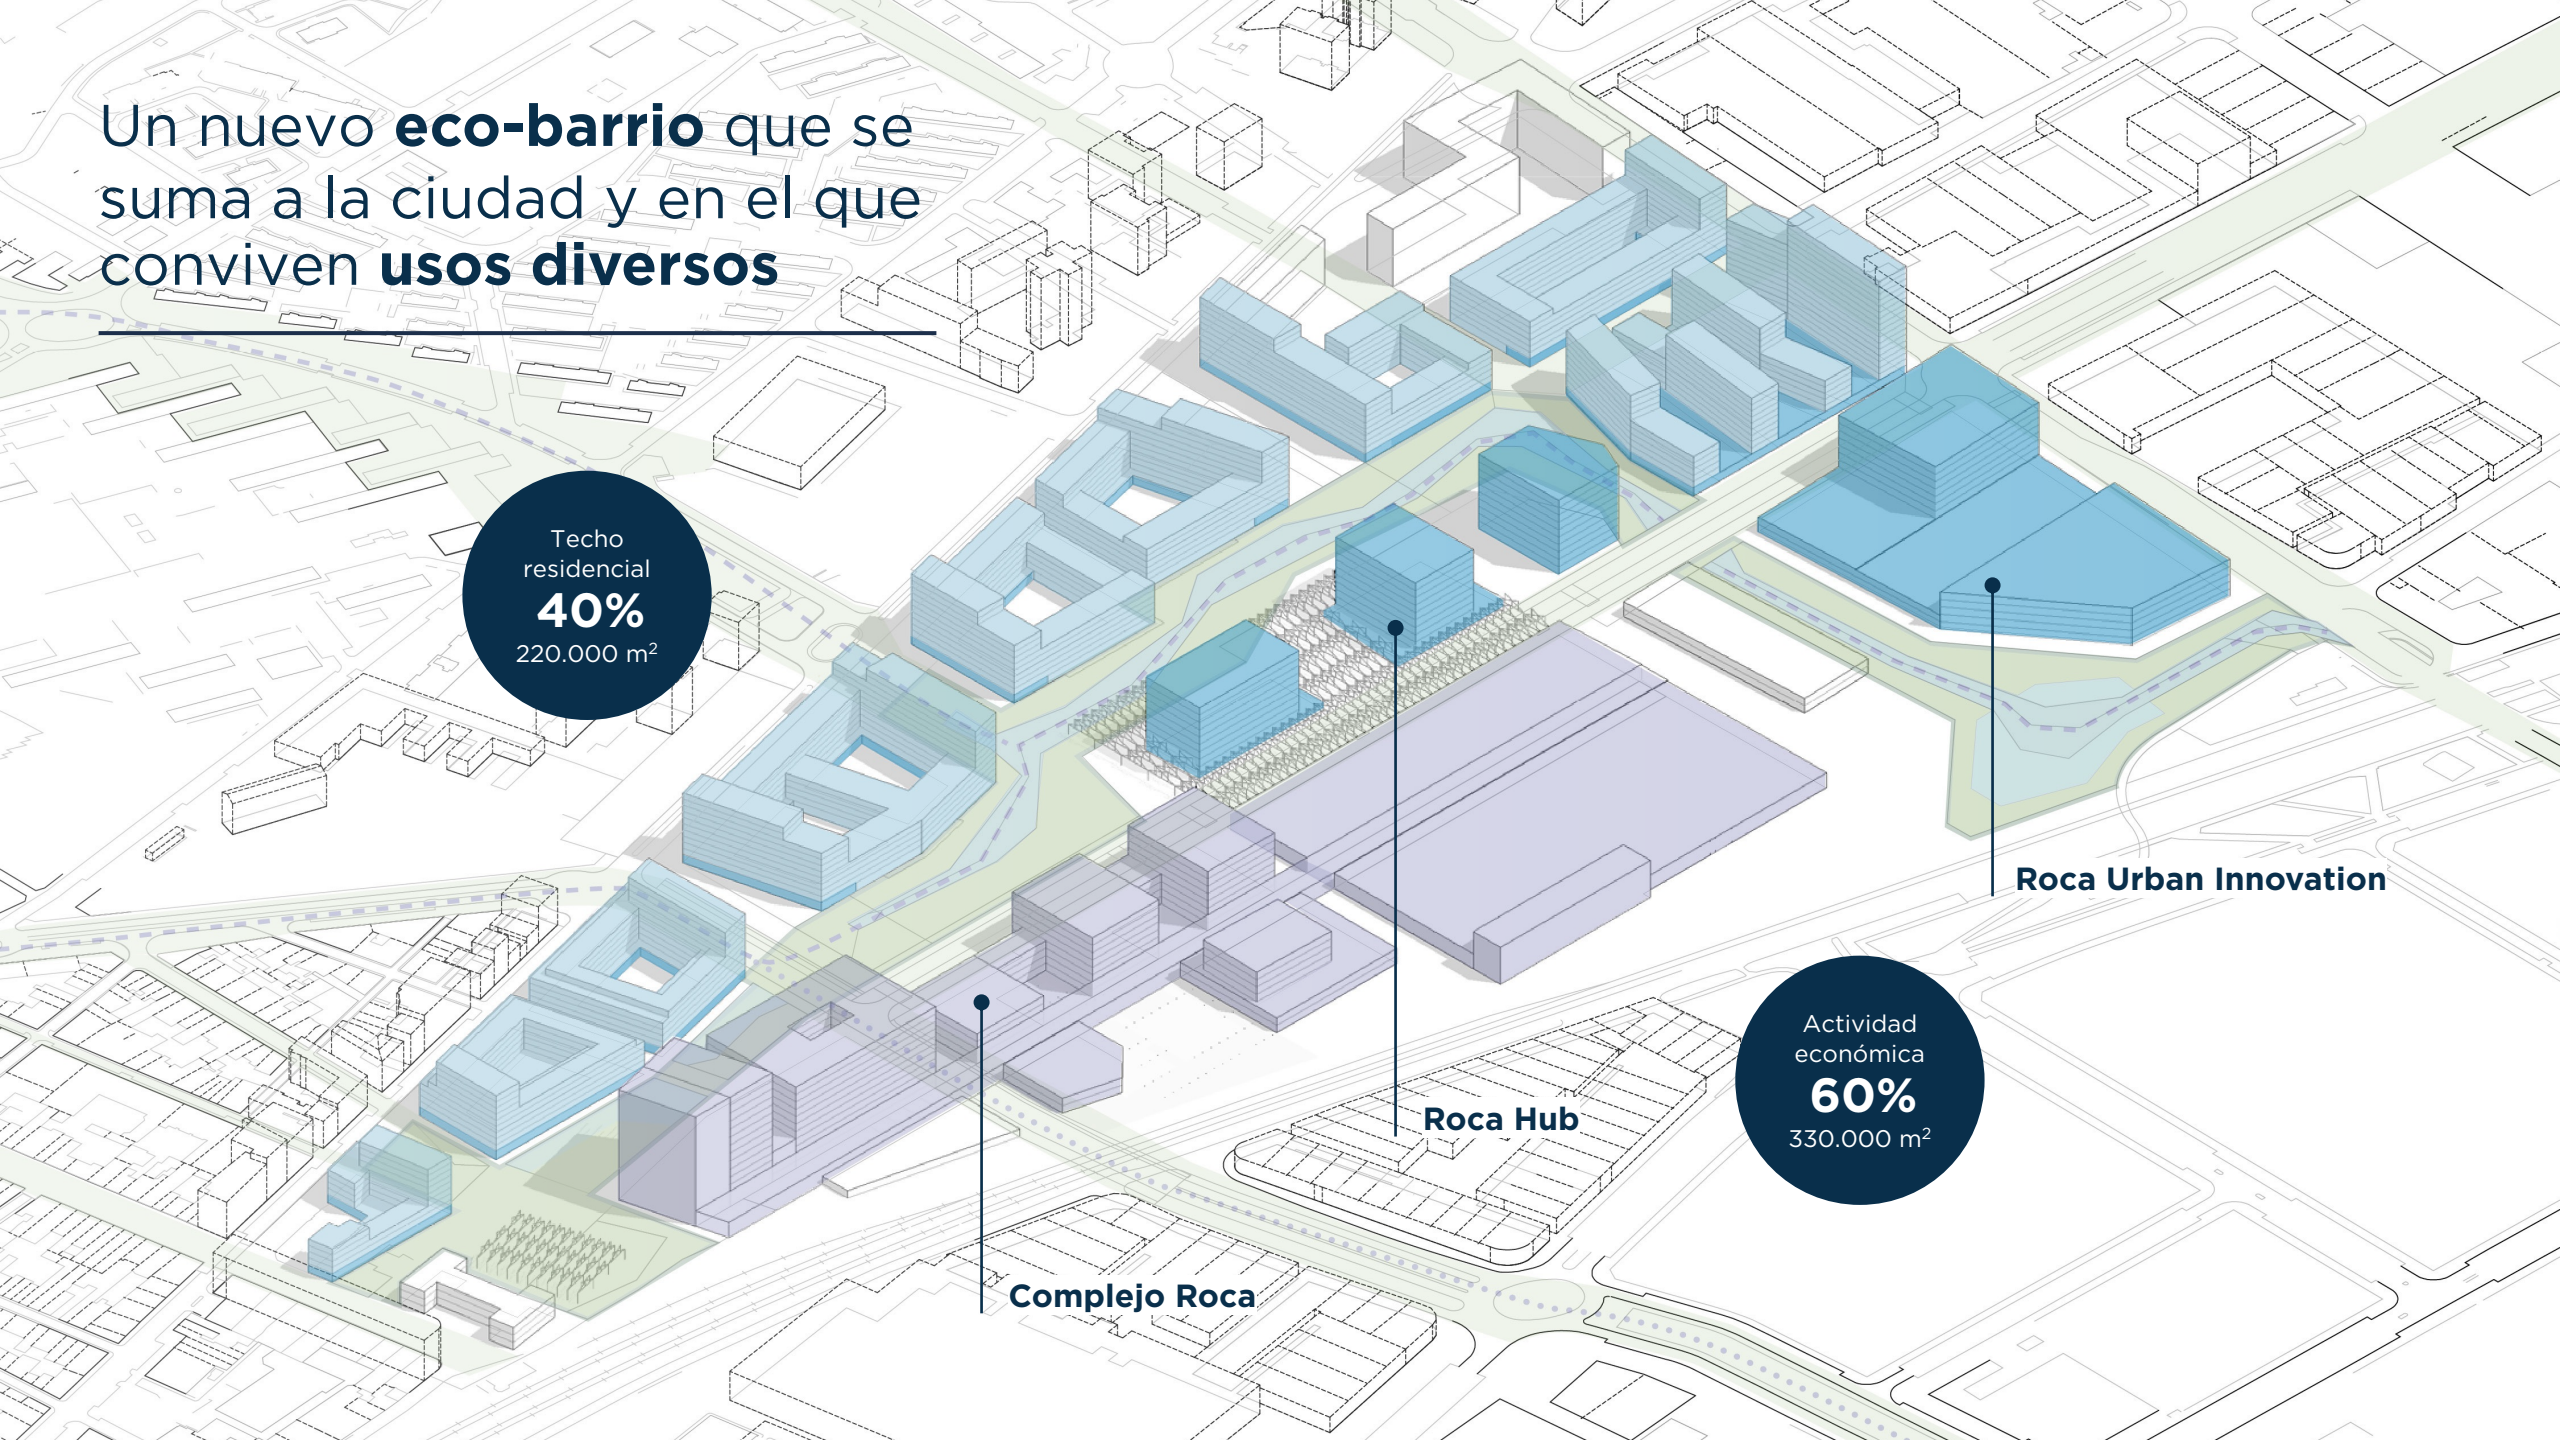 Un nuevo eco-barrio que se
suma a la ciudad y en el que
conviven usos diversos
Techo
residencial
40%
220.000 m²
Roca Urban Innovation
Actividad
económica
60%
330.000 m²
Roca Hub
Complejo Roca